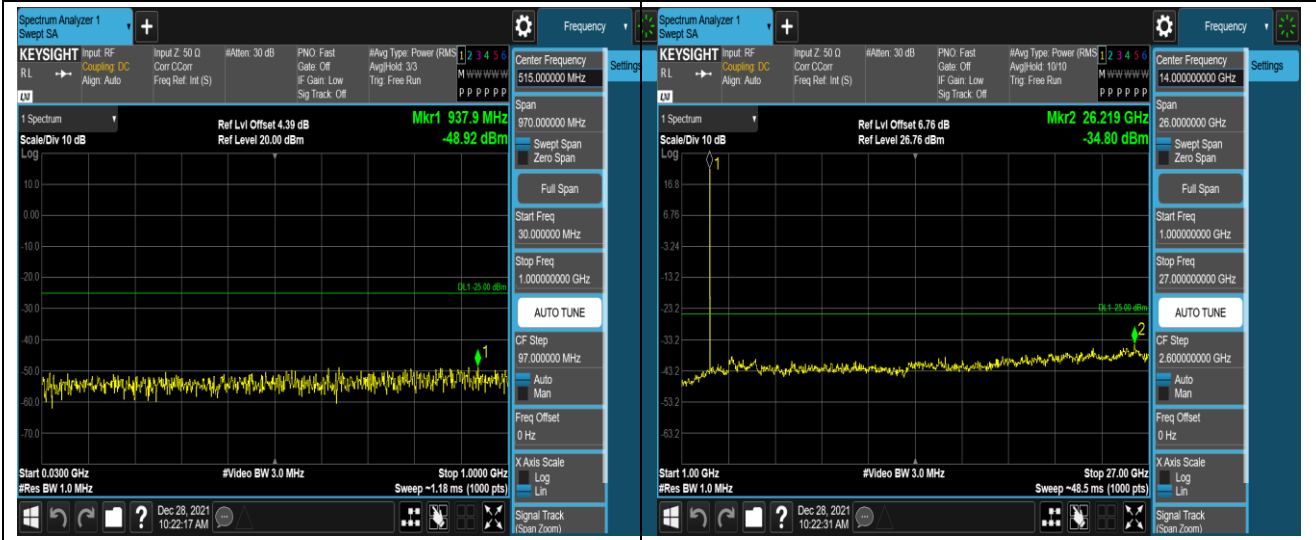 Spectrum Analyzer 1
Swept SA
+
Frequency
KEYSIGHT
Input: RF
Input Z: 50 Ω
#Atten: 30 dB
PNO: Fast
#Avg Type: Power (RMS
1 2 3 4 5 6
RL
Coupling: DC
Corr CCorr
Gate: Off
Avg|Hold: 3/3
M W W W W W
Align: Auto
Freq Ref: Int (S)
IF Gain: Low
Trig: Free Run
Sig Track: Off
P P P P P P
LXI
1 Spectrum
Ref Lvl Offset 4.39 dB
Mkr1 937.9 MHz
Scale/Div 10 dB
Ref Level 20.00 dBm
-48.92 dBm
Log
10.0
0.00
-10.0
-20.0
DL1 -25.00 dBm
-30.0
-40.0
1
-50.0
-60.0
-70.0
Start 0.0300 GHz
#Video BW 3.0 MHz
Stop 1.0000 GHz
#Res BW 1.0 MHz
Sweep ~1.18 ms (1000 pts)
?
Dec 28, 2021
10:22:17 AM
Center Frequency
515.000000 MHz
Settings
Span
970.000000 MHz
Swept Span
Zero Span
Full Span
Start Freq
30.000000 MHz
Stop Freq
1.000000000 GHz
AUTO TUNE
CF Step
97.000000 MHz
Auto
Man
Freq Offset
0 Hz
X Axis Scale
Log
Lin
Signal Track
(Span Zoom)
Spectrum Analyzer 1
Swept SA
+
Frequency
KEYSIGHT
Input: RF
Input Z: 50 Ω
#Atten: 30 dB
PNO: Fast
#Avg Type: Power (RMS
1 2 3 4 5 6
RL
Coupling: DC
Corr CCorr
Gate: Off
Avg|Hold: 10/10
M W W W W W
Align: Auto
Freq Ref: Int (S)
IF Gain: Low
Trig: Free Run
Sig Track: Off
P P P P P P
LXI
1 Spectrum
Ref Lvl Offset 6.76 dB
Mkr2 26.219 GHz
Scale/Div 10 dB
Ref Level 26.76 dBm
-34.80 dBm
Log
1
16.8
6.76
-3.24
-13.2
-23.2
DL1 -25.00 dBm
-33.2
2
-43.2
-53.2
-63.2
Start 1.00 GHz
#Video BW 3.0 MHz
Stop 27.00 GHz
#Res BW 1.0 MHz
Sweep ~48.5 ms (1000 pts)
?
Dec 28, 2021
10:22:31 AM
Center Frequency
14.000000000 GHz
Settings
Span
26.0000000 GHz
Swept Span
Zero Span
Full Span
Start Freq
1.000000000 GHz
Stop Freq
27.000000000 GHz
AUTO TUNE
CF Step
2.600000000 GHz
Auto
Man
Freq Offset
0 Hz
X Axis Scale
Log
Lin
Signal Track
(Span Zoom)